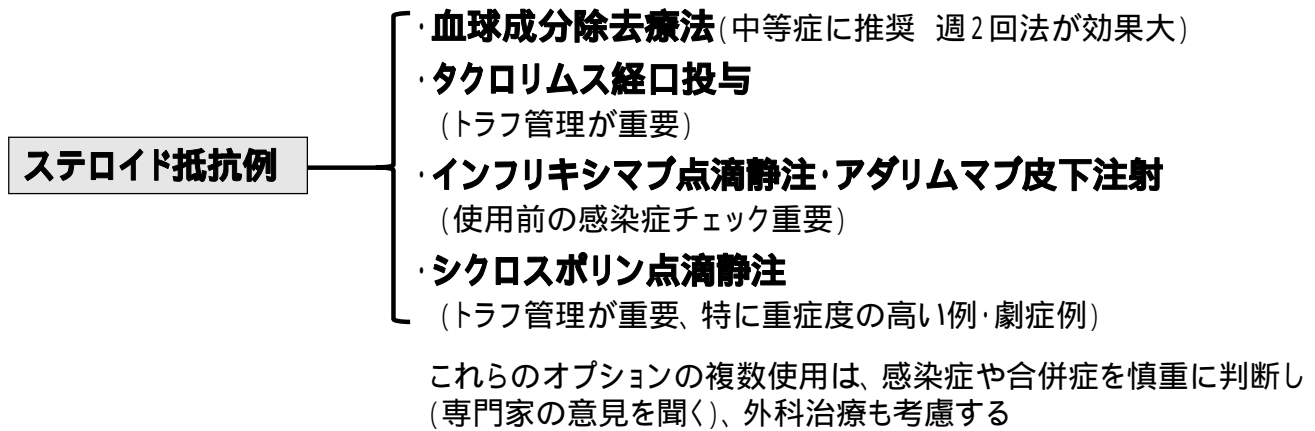 ・血球成分除去療法(中等症に推奨 週2回法が効果大)
・タクロリムス経口投与
(トラフ管理が重要)
ステロイド抵抗例
・インフリキシマブ点滴静注・アダリムマブ皮下注射
(使用前の感染症チェック重要)
・シクロスポリン点滴静注
(トラフ管理が重要、特に重症度の高い例・劇症例)
これらのオプションの複数使用は、感染症や合併症を慎重に判断し
(専門家の意見を聞く)、外科治療も考慮する